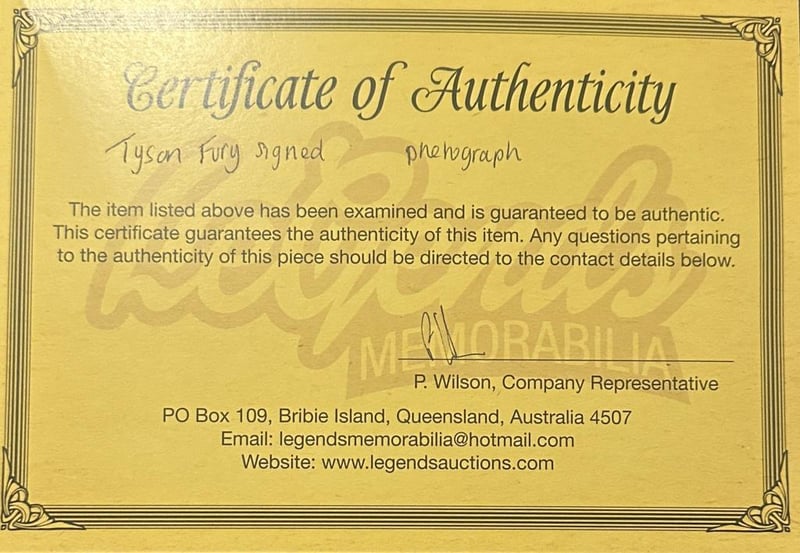 Certificate of Authenticity
Tyson Fury signed photograph
The item listed above has been examined and is guaranteed to be authentic.
This certificate guarantees the authenticity of this item. Any questions pertaining
to the authenticity of this piece should be directed to the contact details below.
Legends
MEMORABILIA
P. Wilson, Company Representative
PO Box 109, Bribie Island, Queensland, Australia 4507
Email: legendsmemorabilia@hotmail.com
Website: www.legendsauctions.com